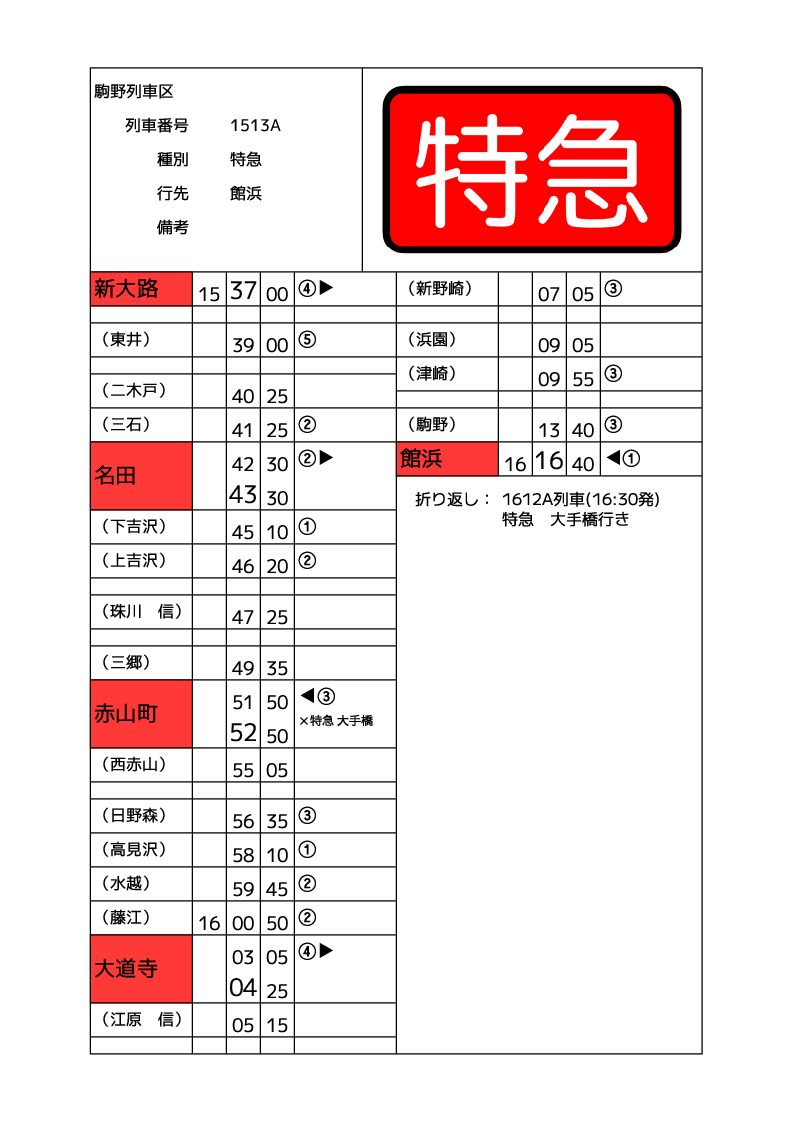 駒野列車区
列車番号 1513A
種別 特急
行先 館浜
備考
特急
新大路 15 37 00 ④▶
（東井） 39 00 ⑤
（二木戸） 40 25
（三石） 41 25 ②
名田 42 30 ②▶
43 30
（下吉沢） 45 10 ①
（上吉沢） 46 20 ②
（珠川　信） 47 25
（三郷） 49 35
赤山町 51 50 ◀③
52 50 ×特急 大手橋
（西赤山） 55 05
（日野森） 56 35 ③
（高見沢） 58 10 ①
（水越） 59 45 ②
（藤江） 16 00 50 ②
大道寺 03 05 ④▶
04 25
（江原　信） 05 15
（新野崎） 07 05 ③
（浜園） 09 05
（津崎） 09 55 ③
（駒野） 13 40 ③
館浜 16 16 40 ◀①
折り返し： 1612A列車(16:30発)
特急　大手橋行き